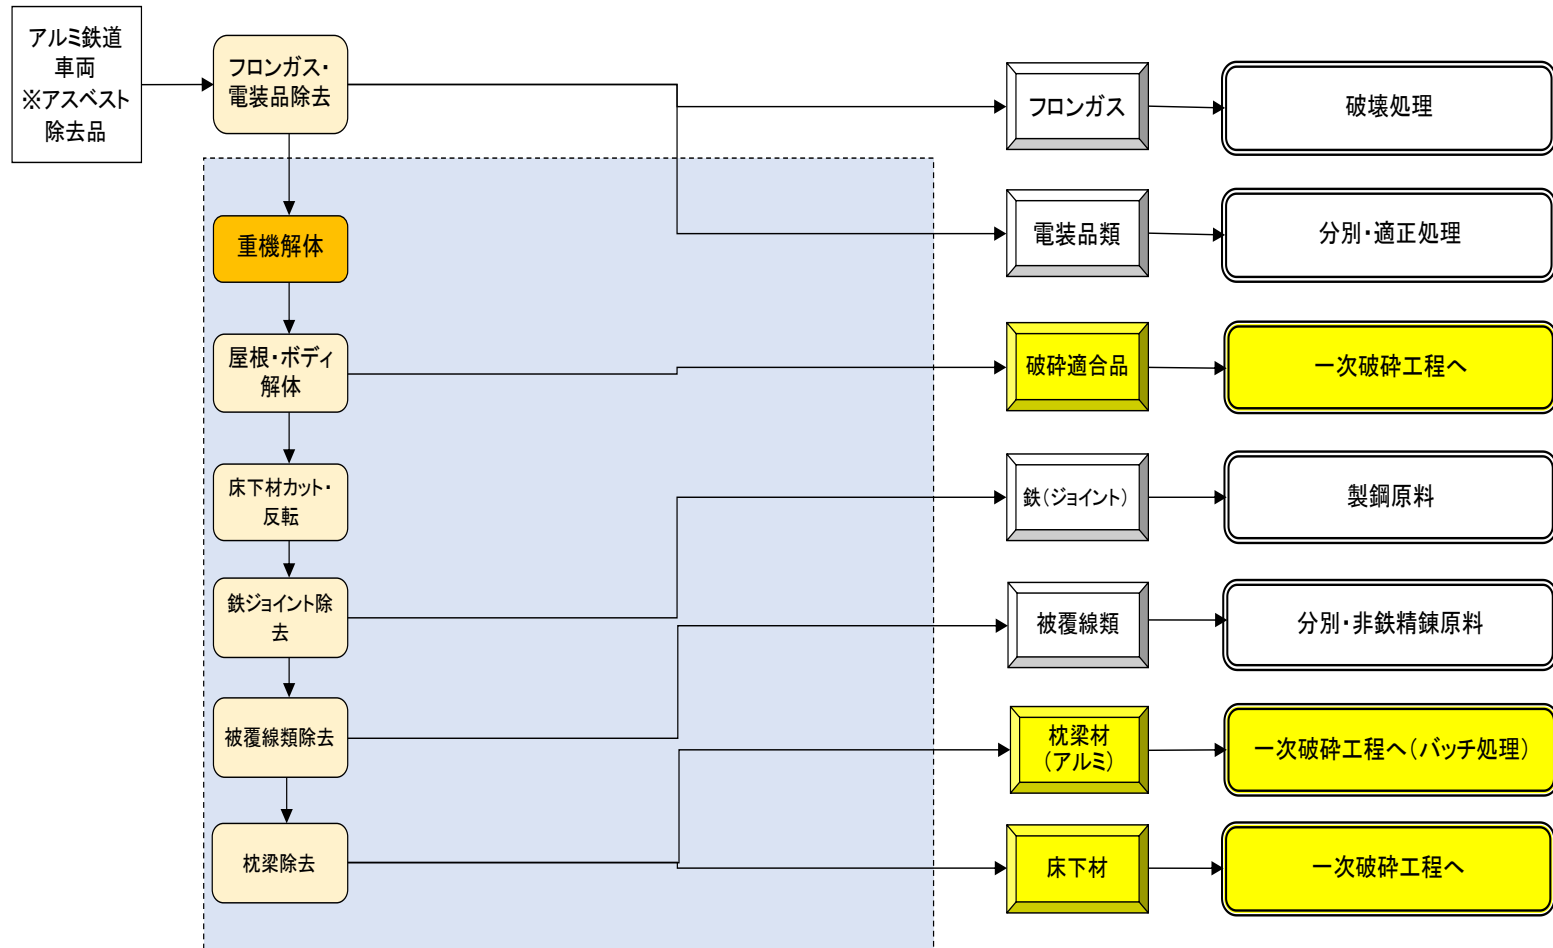 アルミ鉄道
車両
※アスベスト
除去品
フロンガス・
電装品除去
フロンガス
破壊処理
電装品類
分別・適正処理
重機解体
屋根・ボディ
解体
破砕適合品
一次破砕工程へ
床下材カット・
反転
鉄（ジョイント）
製鋼原料
鉄ジョイント除
去
被覆線類
分別・非鉄精錬原料
被覆線類除去
枕梁材
（アルミ）
一次破砕工程へ（バッチ処理）
枕梁除去
床下材
一次破砕工程へ